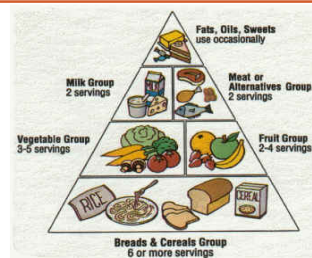 Fats, Oils, Sweets
use occasionally
Milk Group
2 servings
Meat or
Alternatives Group
2 servings
Vegetable Group
3-5 servings
Fruit Group
2-4 servings
RICE
CEREAL
Breads & Cereals Group
6 or more servings